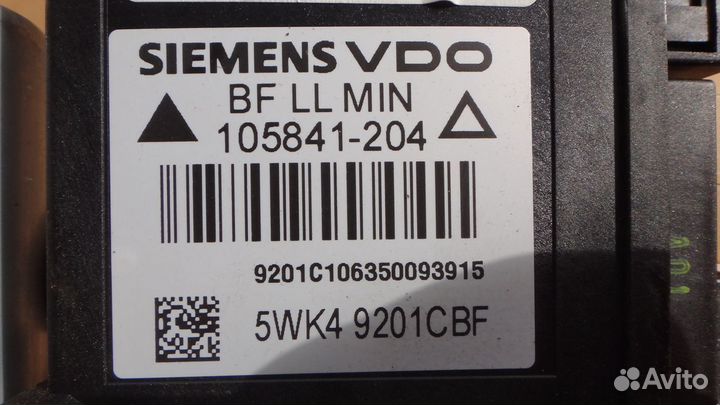 SIEMENS VDO
BF LL MIN
105841-204
9201C106350093915
5WK4 9201CBF
Avito